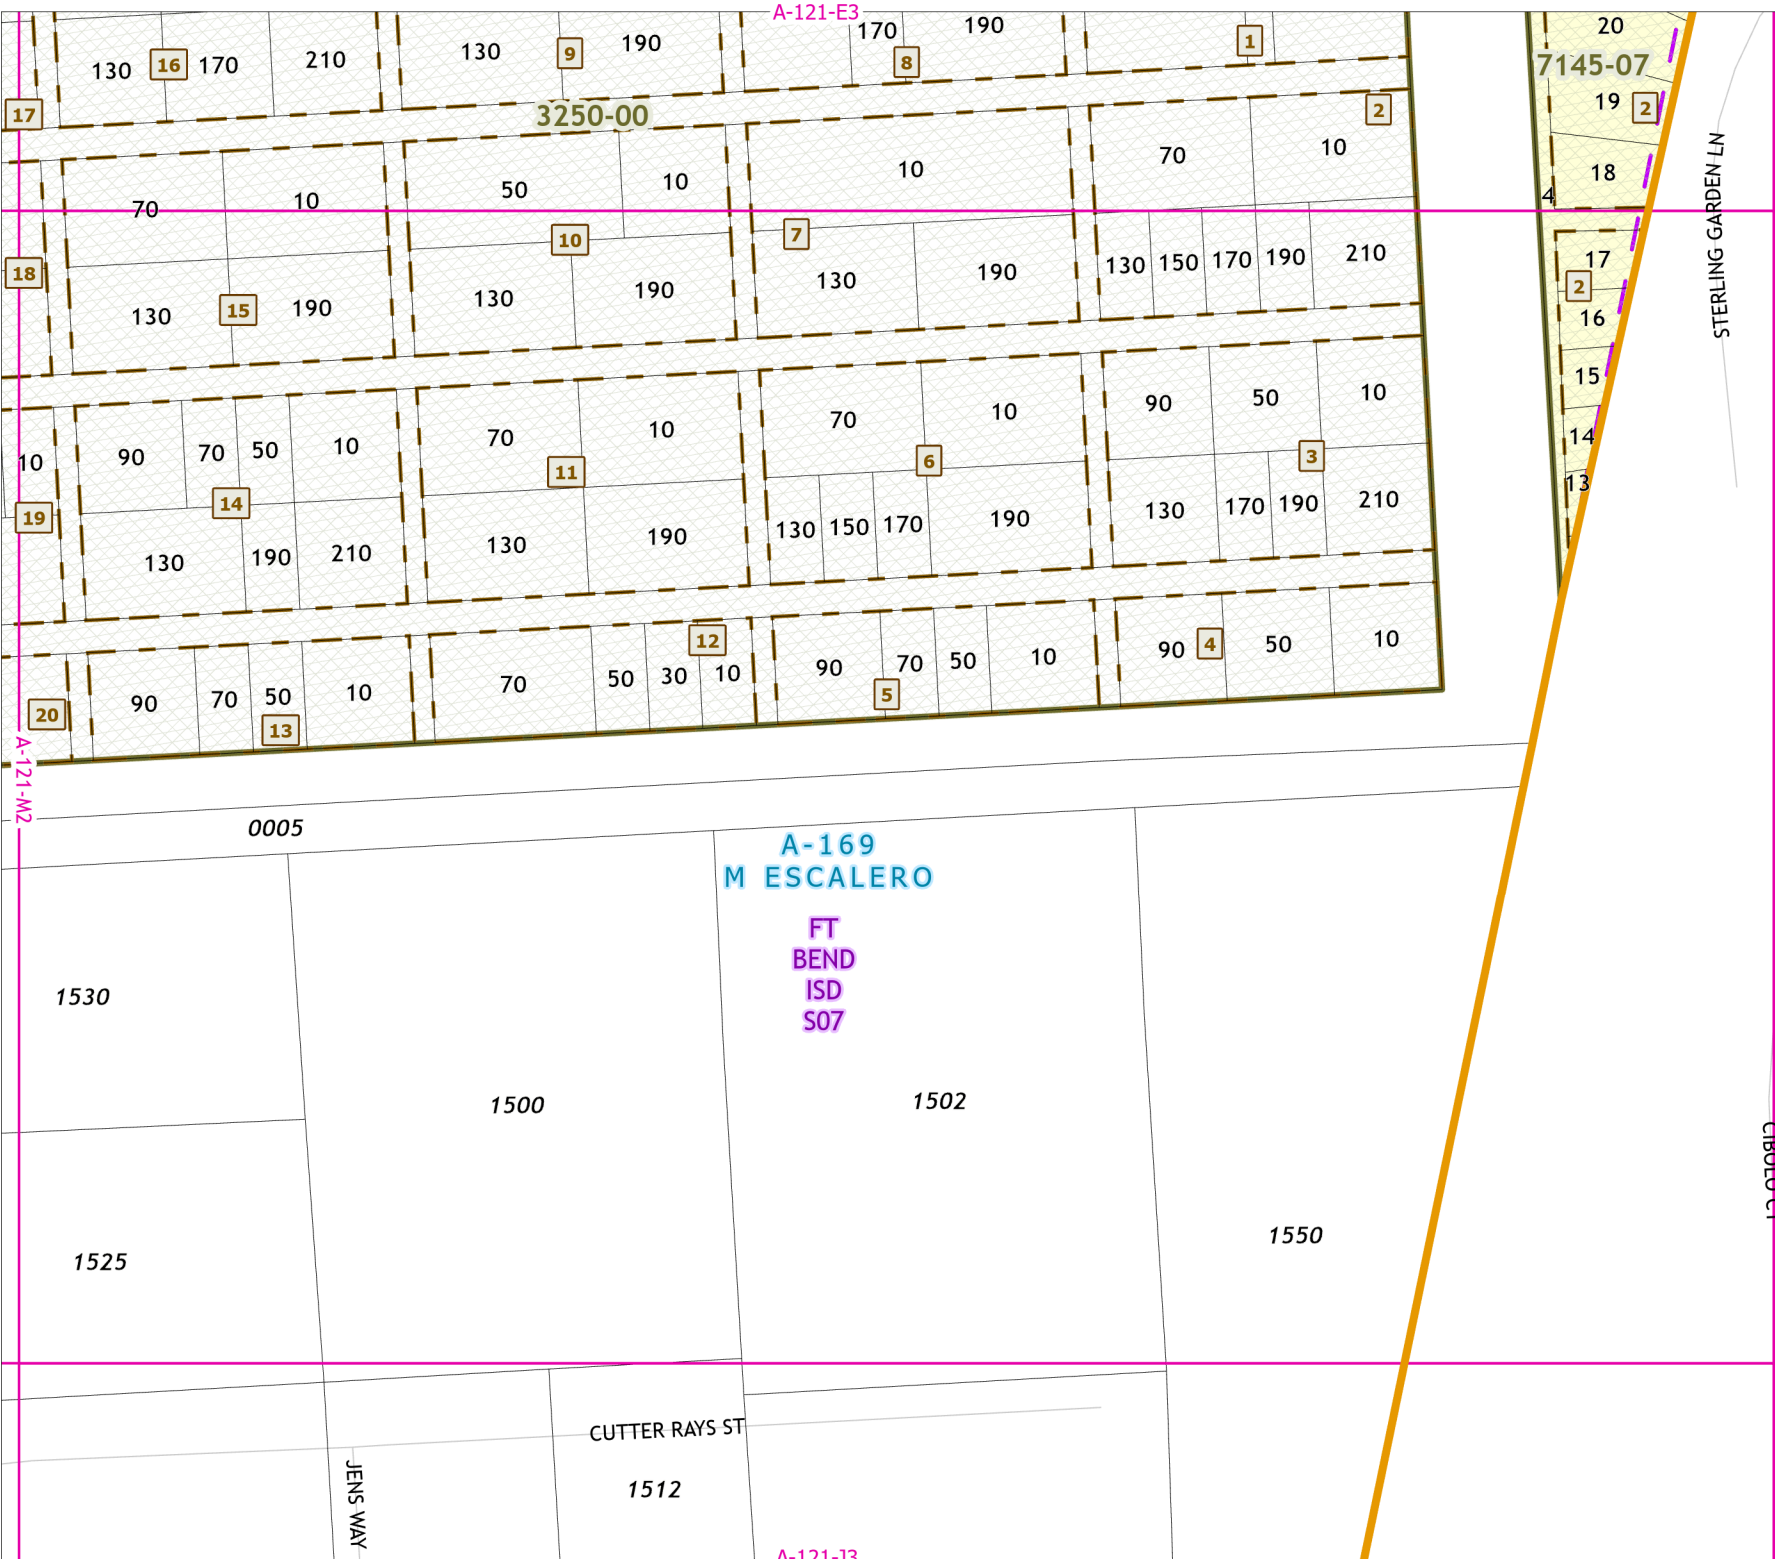 A-121-E3
130 16 170 210 130 9 190 170 190 8 1 20
7145-07
17 3250-00 2 19 2
70 10 50 10 10 70 10 18
4
STERLING GARDEN LN
18 130 15 190 10 130 190 7 130 190 130 150 170 190 210 17
2
16
15
14
13
10 90 70 50 10 70 10 70 10 90 50 10
19 14 11 6 3
130 190 210 130 190 130 150 170 190 130 170 190 210
20 90 70 50 10 70 50 30 12 10 90 70 50 10 90 4 50 10
13 5
A-121-M2
0005
A-169
M ESCALERO
FT
BEND
ISD
S07
1530
1500
1502
CIBOLO CT
1525
1550
CUTTER RAYS ST
JENS WAY
1512
A-121-J3